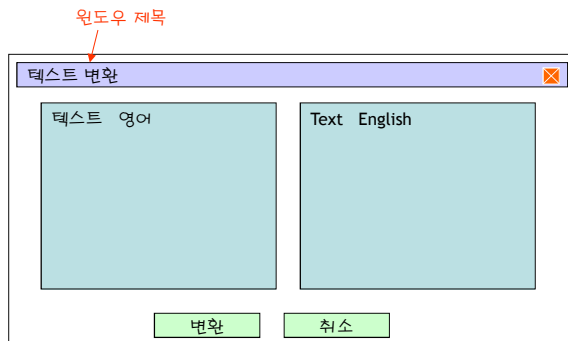 윈도우 제목
텍스트 변환
텍스트 영어
Text English
변환
취소